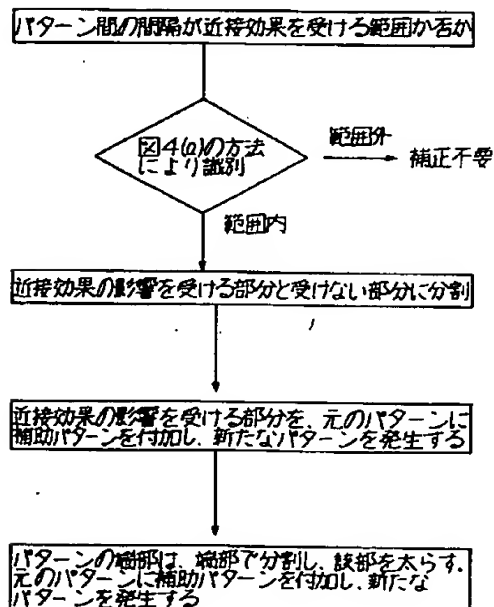 パターン間の間隔が近接効果を受ける範囲か否か
図4(a)の方法
により識別
範囲外
補正不要
範囲内
近接効果の影響を受ける部分と受けない部分に分割
近接効果の影響を受ける部分を、元のパターンに
補助パターンを付加し、新たなパターンを発生する
パターンの端部は、端部で分割し、該部を太らす。
元のパターンに補助パターンを付加し、新たな
パターンを発生する